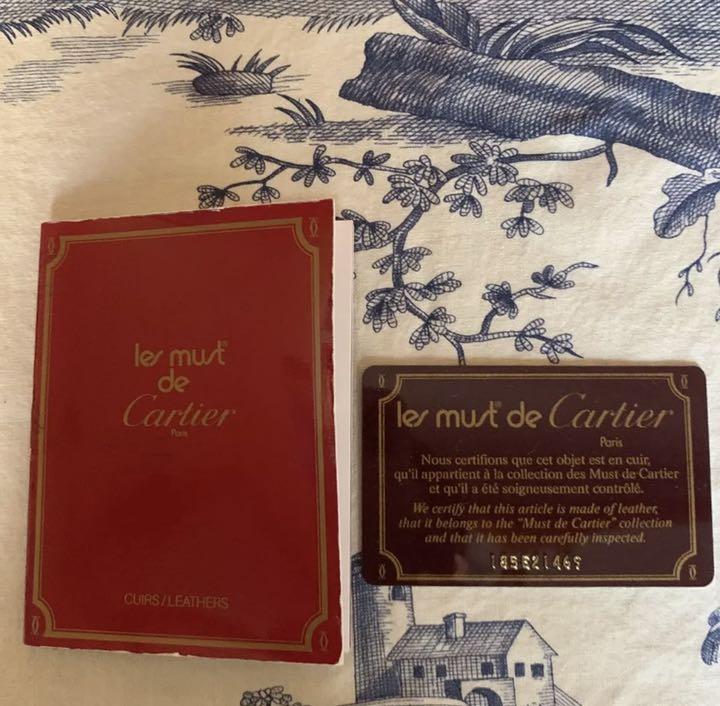 les must®
de
Cartier
Paris
CUIRS/LEATHERS
les must® de Cartier
Paris
Nous certifions que cet objet est en cuir,
qu'il appartient à la collection des Must de Cartier
et qu'il a été soigneusement contrôlé.
We certify that this article is made of leather,
that it belongs to the "Must de Cartier" collection
and that it has been carefully inspected.